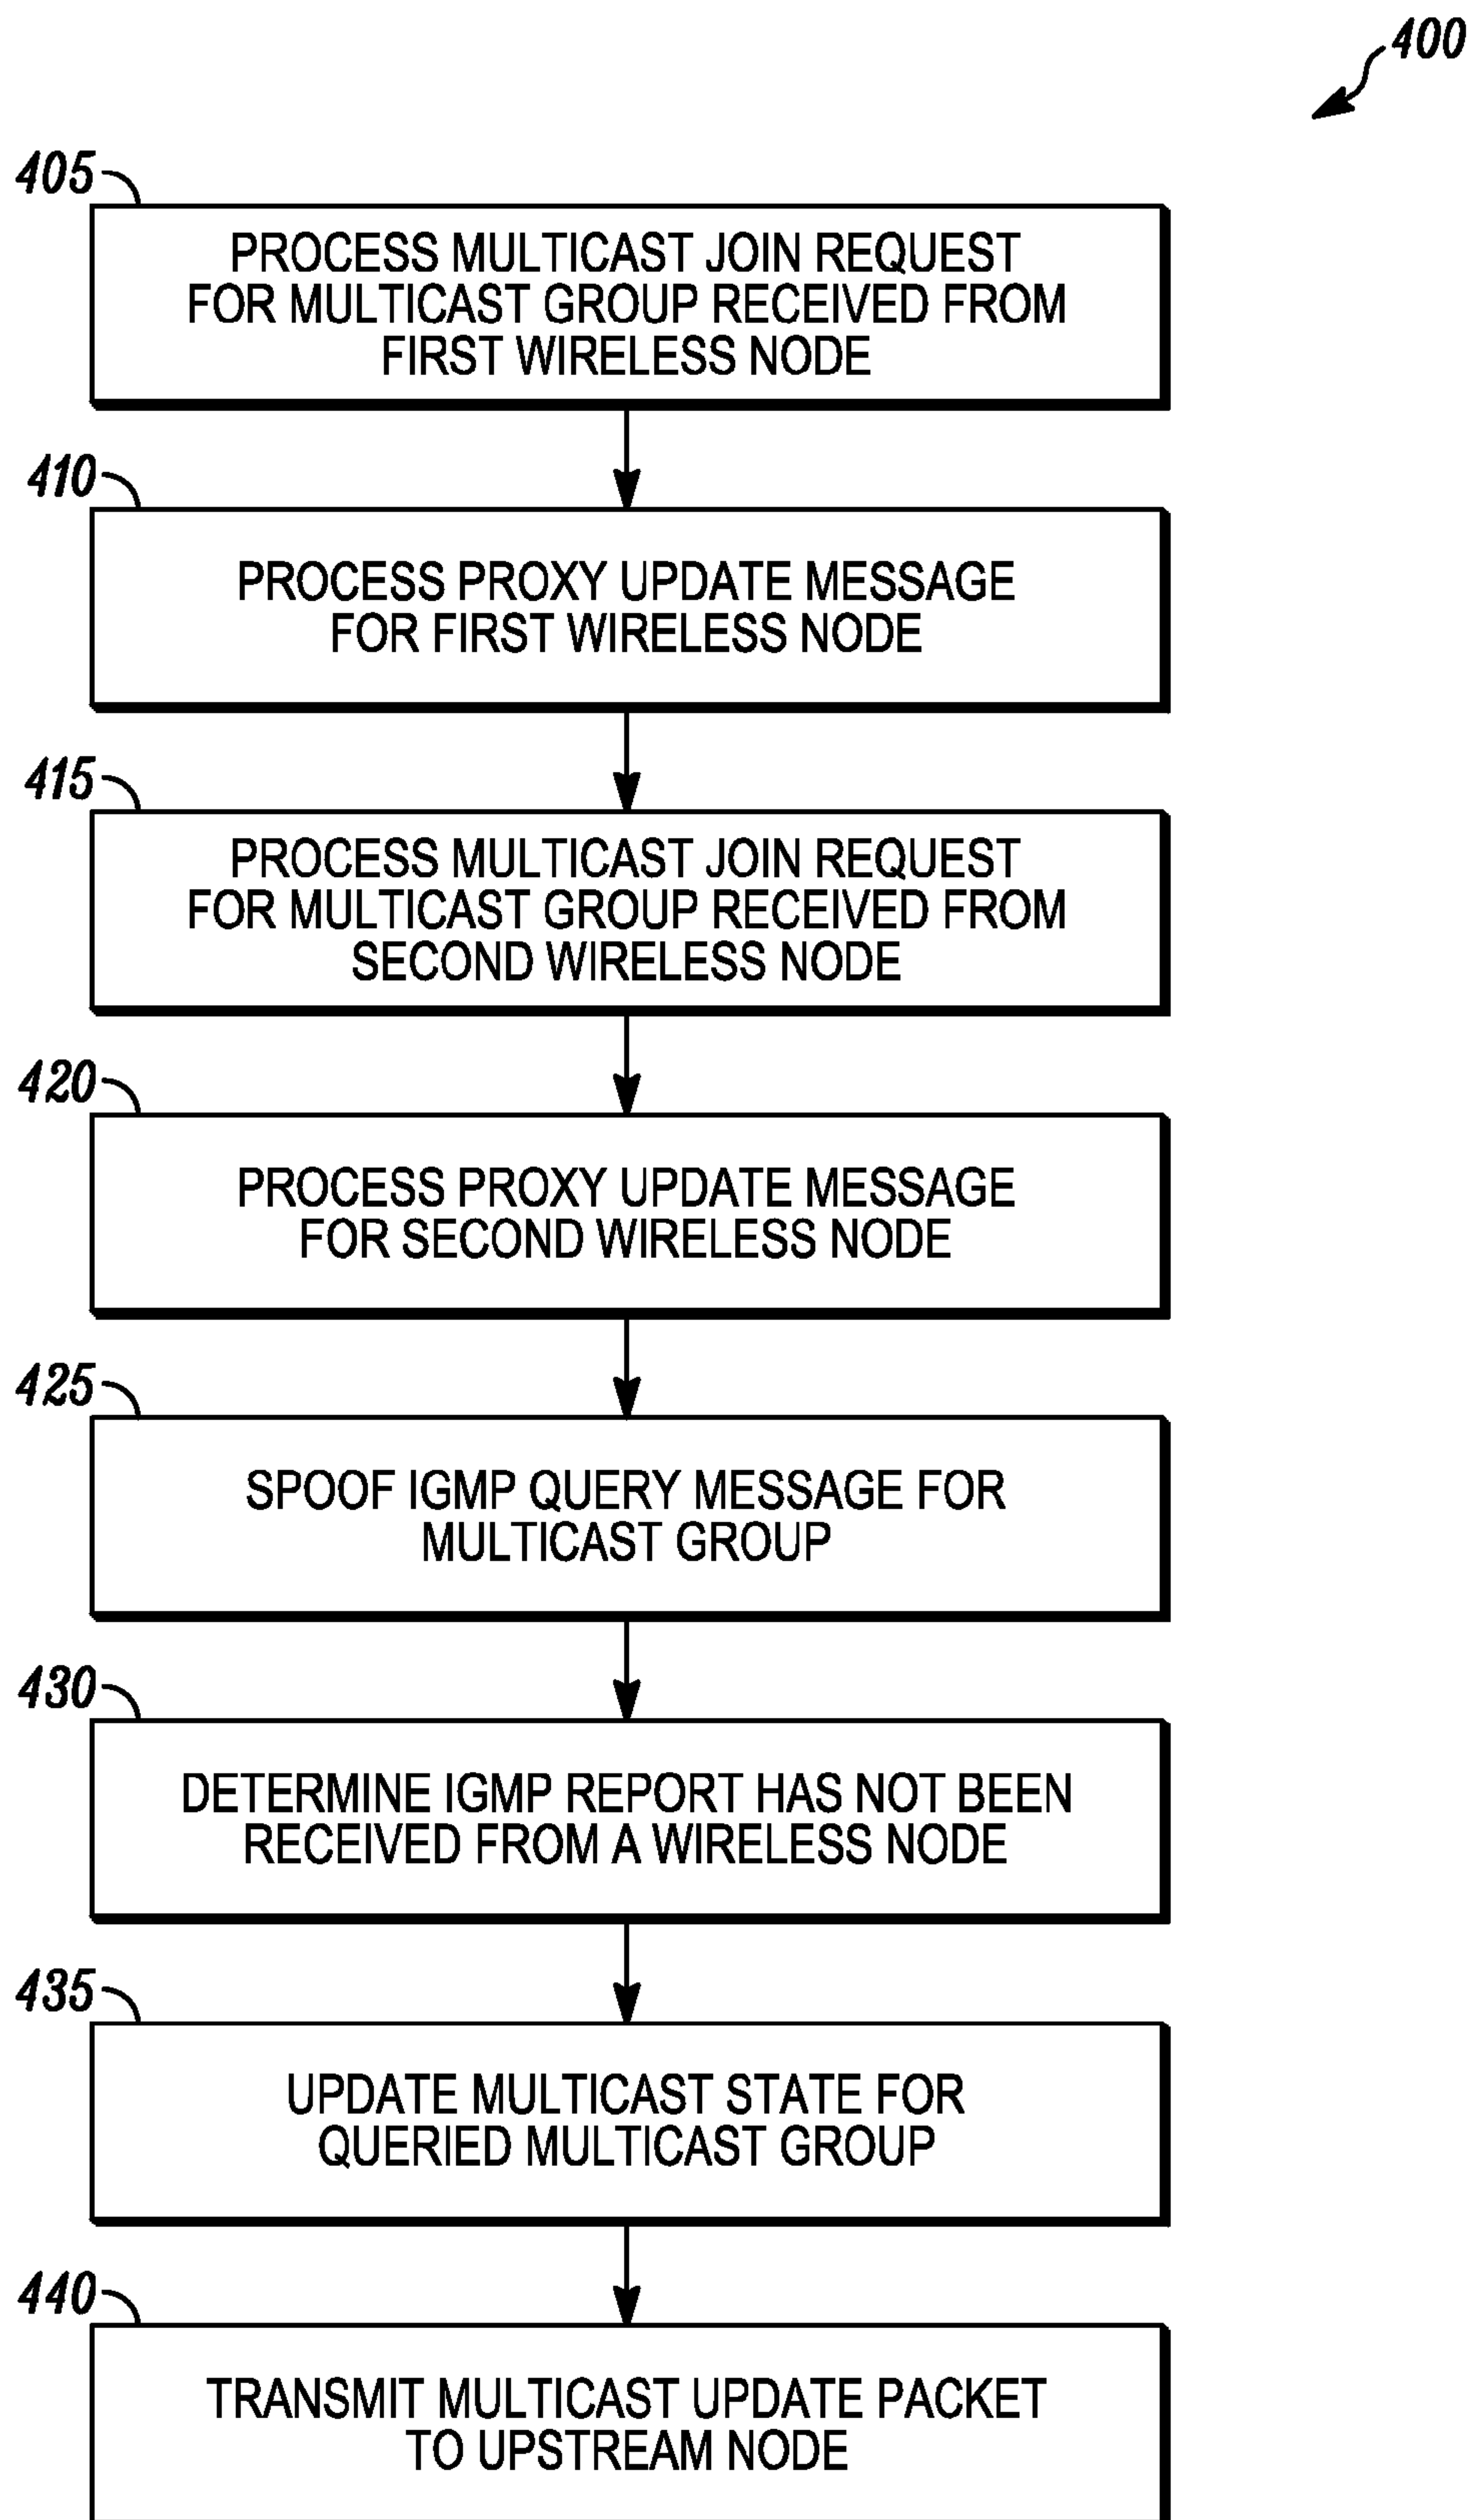 400
405
PROCESS MULTICAST JOIN REQUEST
FOR MULTICAST GROUP RECEIVED FROM
FIRST WIRELESS NODE
410
PROCESS PROXY UPDATE MESSAGE
FOR FIRST WIRELESS NODE
415
PROCESS MULTICAST JOIN REQUEST
FOR MULTICAST GROUP RECEIVED FROM
SECOND WIRELESS NODE
420
PROCESS PROXY UPDATE MESSAGE
FOR SECOND WIRELESS NODE
425
SPOOF IGMP QUERY MESSAGE FOR
MULTICAST GROUP
430
DETERMINE IGMP REPORT HAS NOT BEEN
RECEIVED FROM A WIRELESS NODE
435
UPDATE MULTICAST STATE FOR
QUERIED MULTICAST GROUP
440
TRANSMIT MULTICAST UPDATE PACKET
TO UPSTREAM NODE